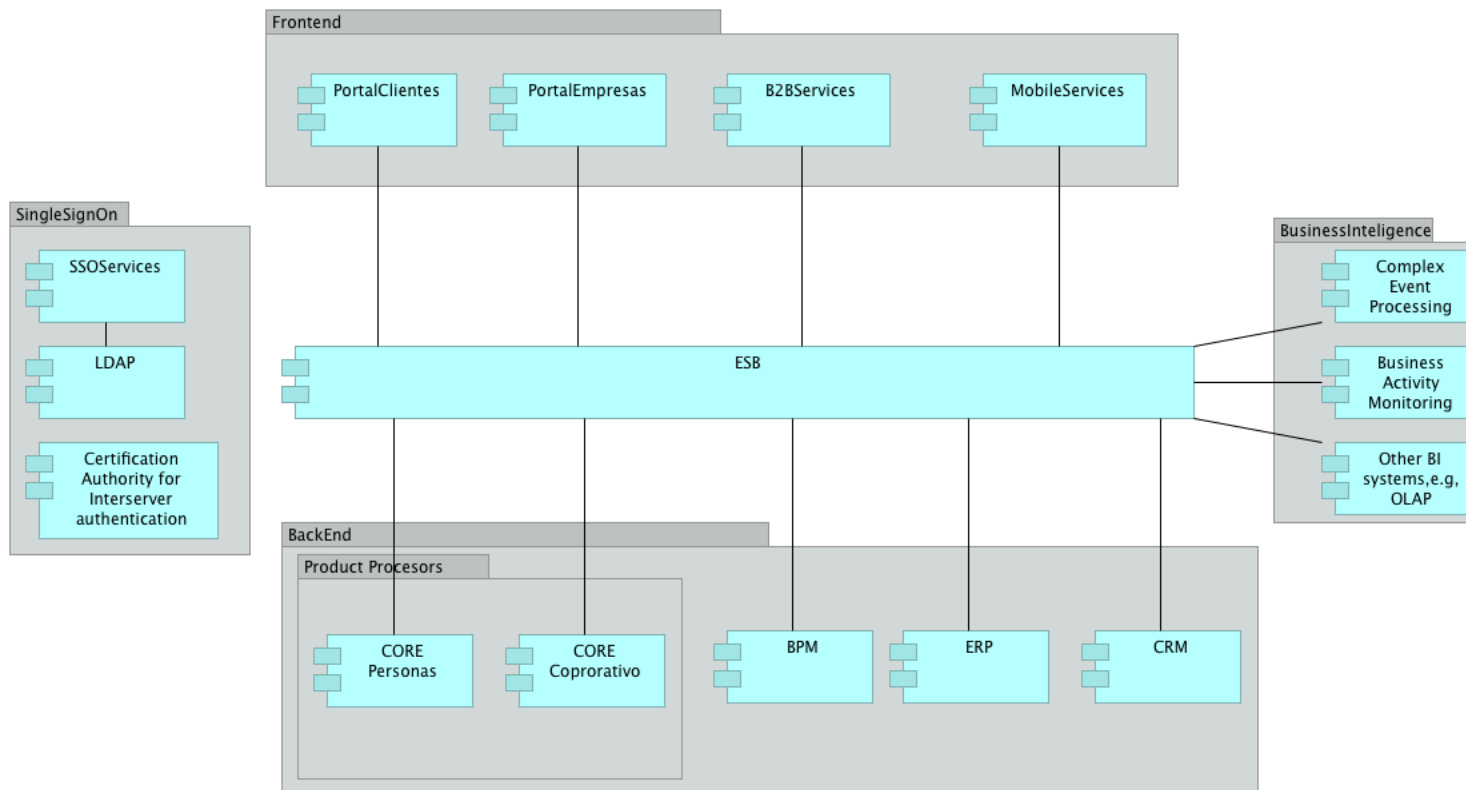 Frontend
PortalClientes
PortalEmpresas
B2BServices
MobileServices
SingleSignOn
SSOServices
LDAP
Certification
Authority for
Interserver
authentication
ESB
BusinessInteligence
Complex
Event
Processing
Business
Activity
Monitoring
Other BI
systems,e.g,
OLAP
BackEnd
Product Procesors
CORE
Personas
CORE
Coprorativo
BPM
ERP
CRM